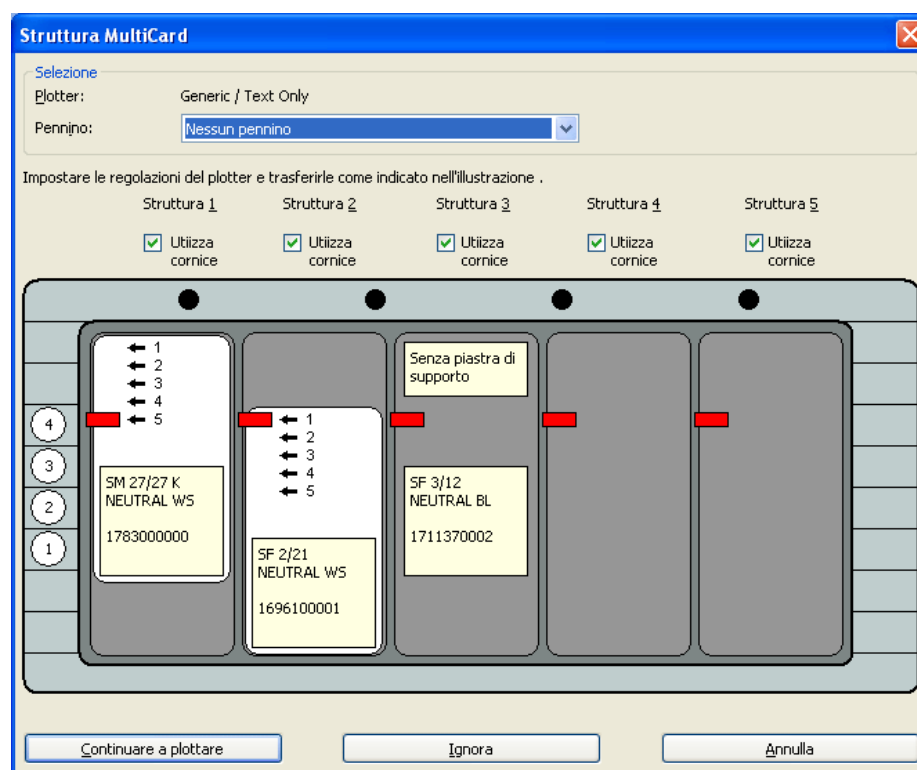 Struttura MultiCard
Selezione
Plotter: Generic / Text Only
Pennino: Nessun pennino
Impostare le regolazioni del plotter e trasferirle come indicato nell'illustrazione .
Struttura 1 Struttura 2 Struttura 3 Struttura 4 Struttura 5
Utiizza Utiizza Utiizza Utiizza Utiizza
cornice cornice cornice cornice cornice
1
2
3
4
5
SM 27/27 K
NEUTRAL WS
1783000000
1
2
3
4
5
SF 2/21
NEUTRAL WS
1696100001
Senza piastra di
supporto
SF 3/12
NEUTRAL BL
1711370002
4
3
2
1
Continuare a plottare Ignora Annulla